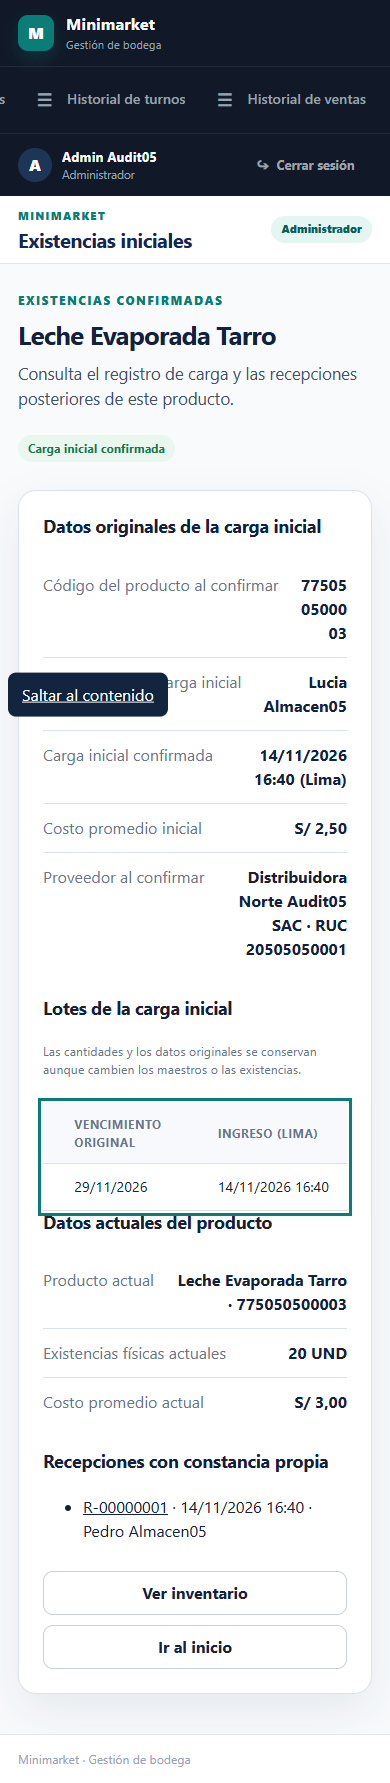 M
Minimarket
Gestión de bodega
s
Historial de turnos
Historial de ventas
A
Admin Audit05
Administrador
Cerrar sesión
MINIMARKET
Existencias iniciales
Administrador
EXISTENCIAS CONFIRMADAS
Leche Evaporada Tarro
Consulta el registro de carga y las recepciones
posteriores de este producto.
Carga inicial confirmada
Datos originales de la carga inicial
Código del producto al confirmar
77505
05000
03
Saltar al contenido
arga inicial
Lucia
Almacen05
Carga inicial confirmada
14/11/2026
16:40 (Lima)
Costo promedio inicial
S/ 2,50
Proveedor al confirmar
Distribuidora
Norte Audit05
SAC · RUC
20505050001
Lotes de la carga inicial
Las cantidades y los datos originales se conservan
aunque cambien los maestros o las existencias.
VENCIMIENTO
ORIGINAL
INGRESO (LIMA)
29/11/2026
14/11/2026 16:40
Datos actuales del producto
Producto actual
Leche Evaporada Tarro
· 775050500003
Existencias físicas actuales
20 UND
Costo promedio actual
S/ 3,00
Recepciones con constancia propia
R-00000001 · 14/11/2026 16:40 ·
Pedro Almacen05
Ver inventario
Ir al inicio
Minimarket · Gestión de bodega